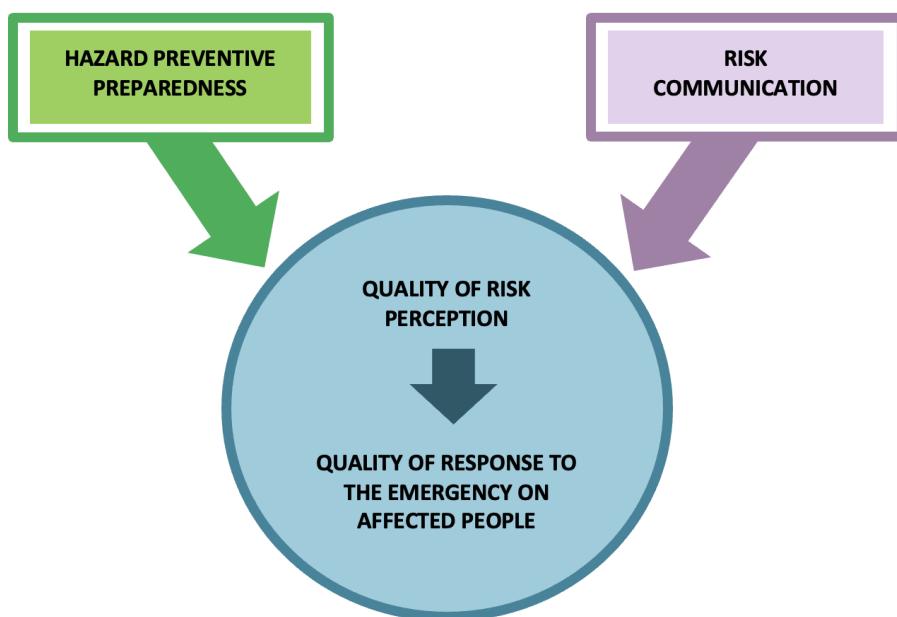 HAZARD PREVENTIVE
PREPAREDNESS
RISK
COMMUNICATION
QUALITY OF RISK
PERCEPTION
QUALITY OF RESPONSE TO
THE EMERGENCY ON
AFFECTED PEOPLE